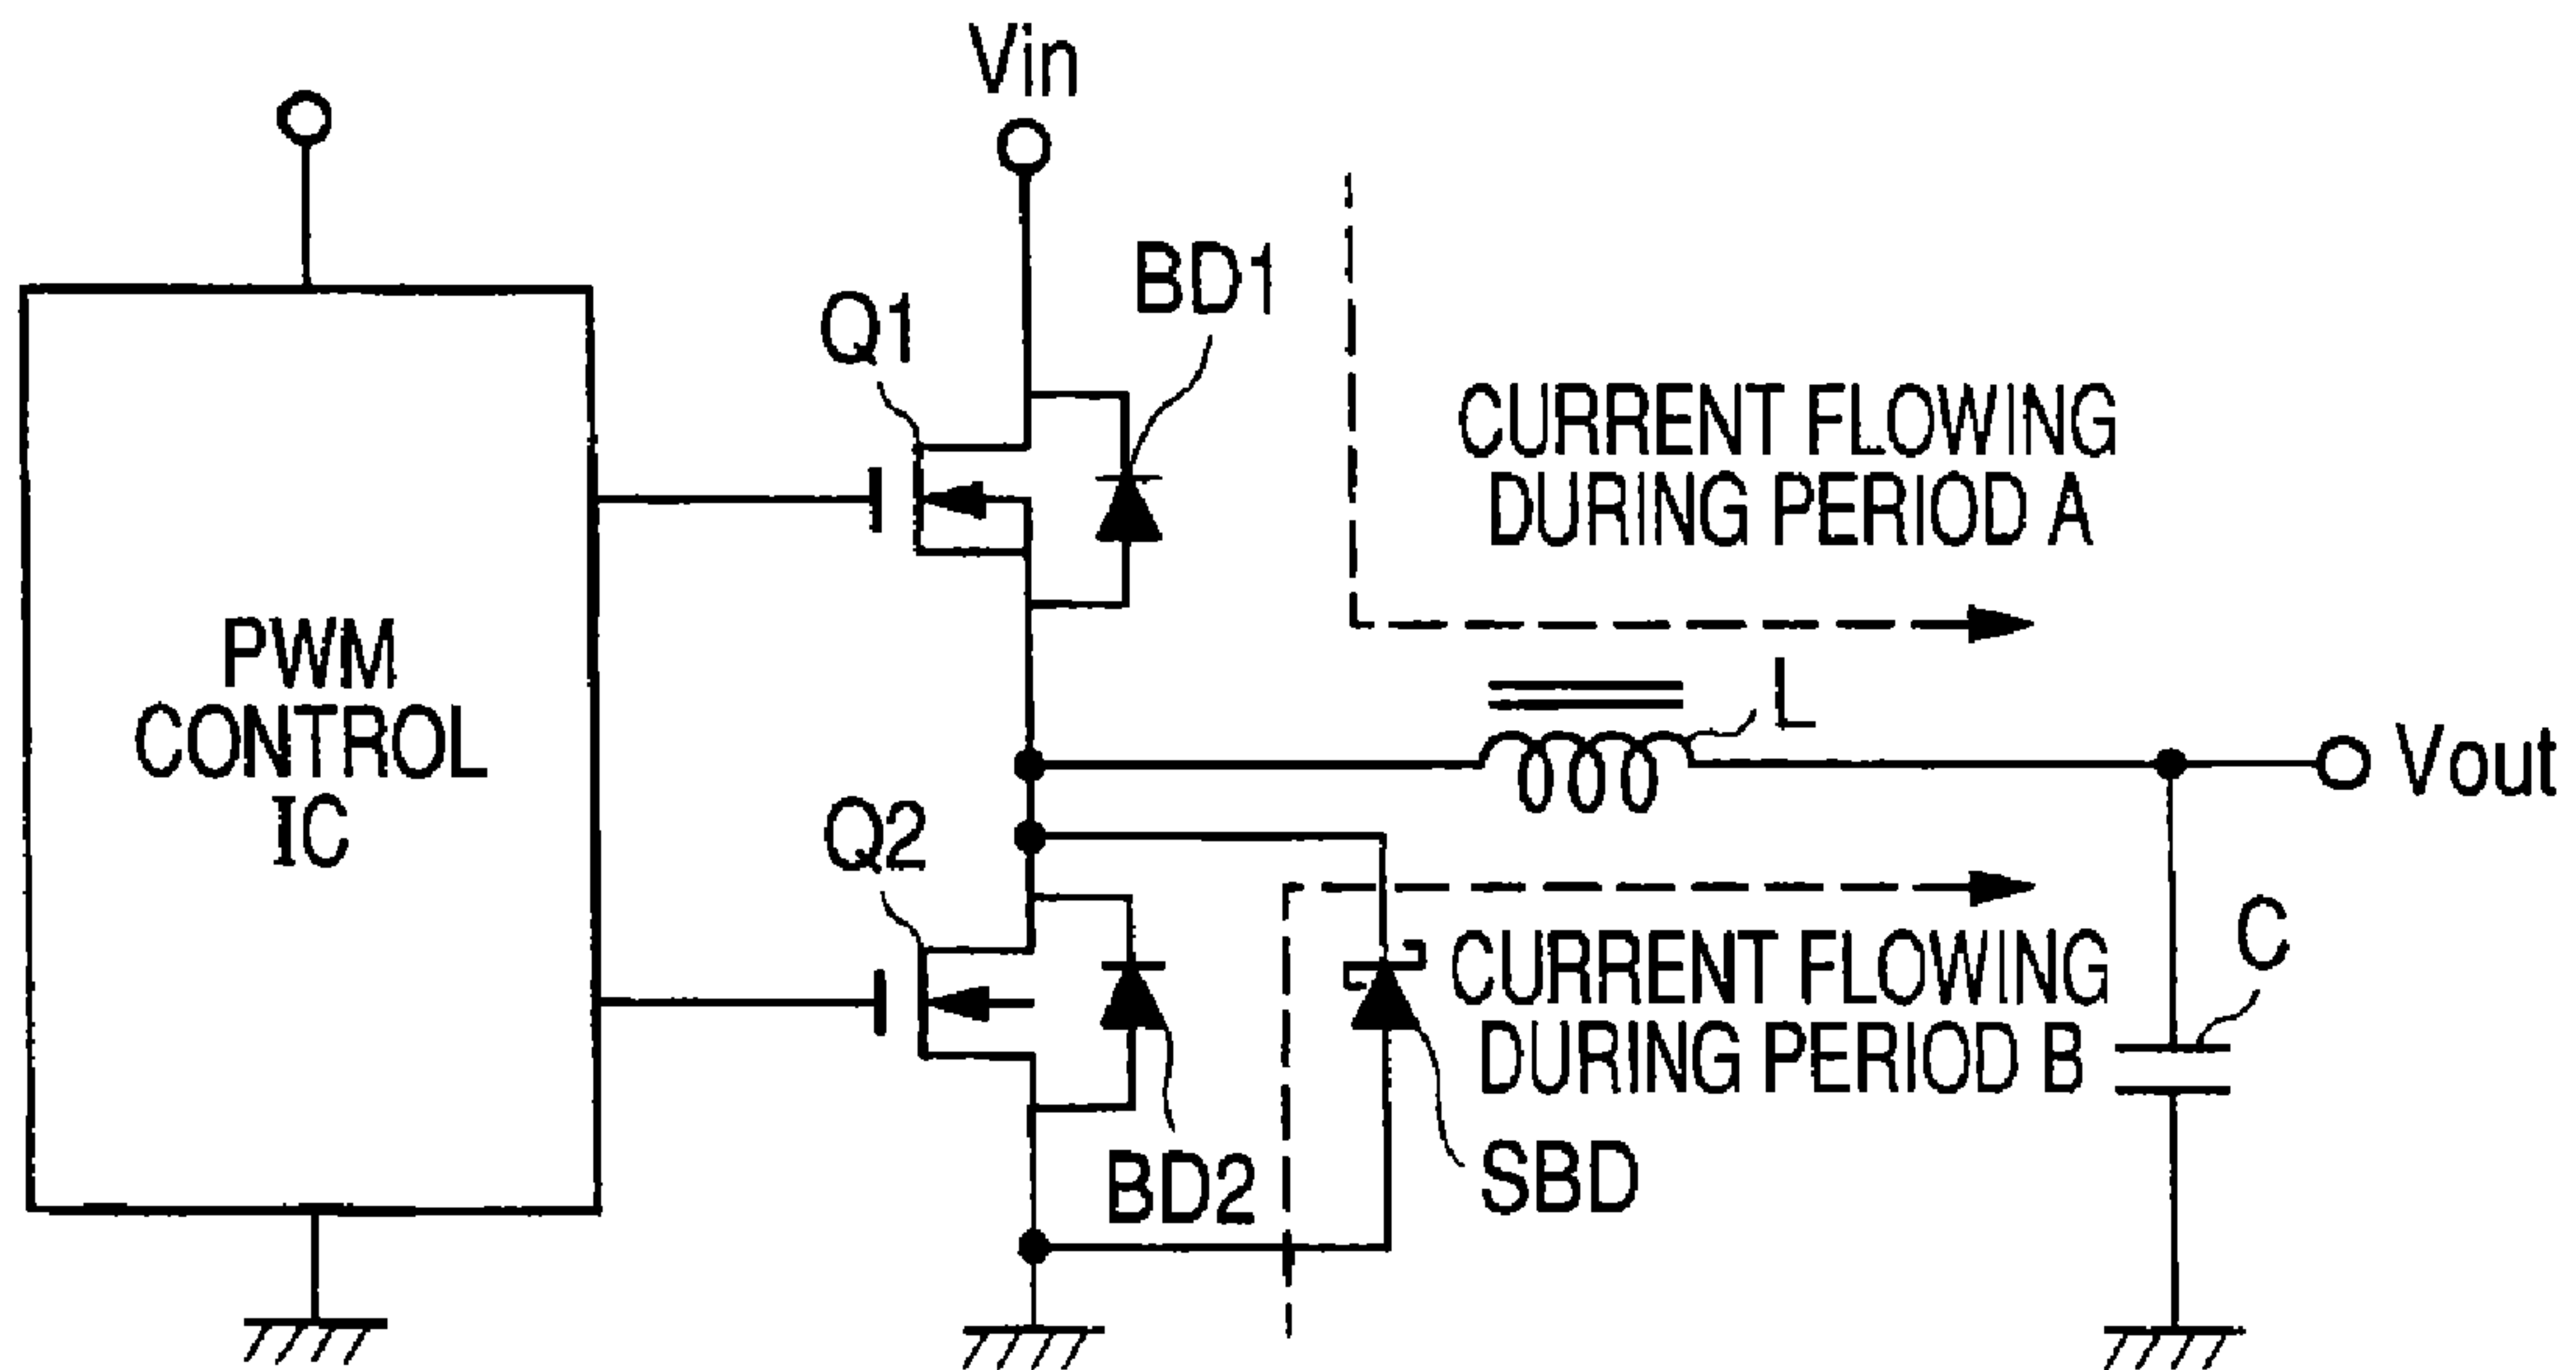 Vin
BD1
Q1
CURRENT FLOWING
DURING PERIOD A
PWM
CONTROL
IC
L
Vout
Q2
C
CURRENT FLOWING
DURING PERIOD B
BD2
SBD